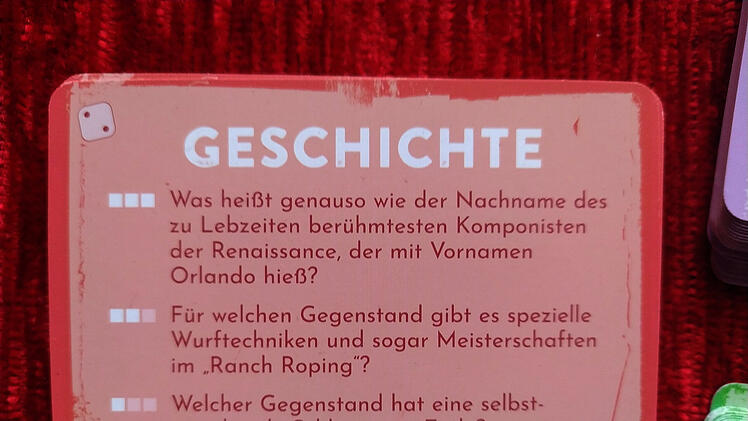 GESCHICHTE
Was heißt genauso wie der Nachname des
zu Lebzeiten berühmtesten Komponisten
der Renaissance, der mit Vornamen
Orlando hieß?
Für welchen Gegenstand gibt es spezielle
Wurftechniken und sogar Meisterschaften
im „Ranch Roping“?
Welcher Gegenstand hat eine selbst-